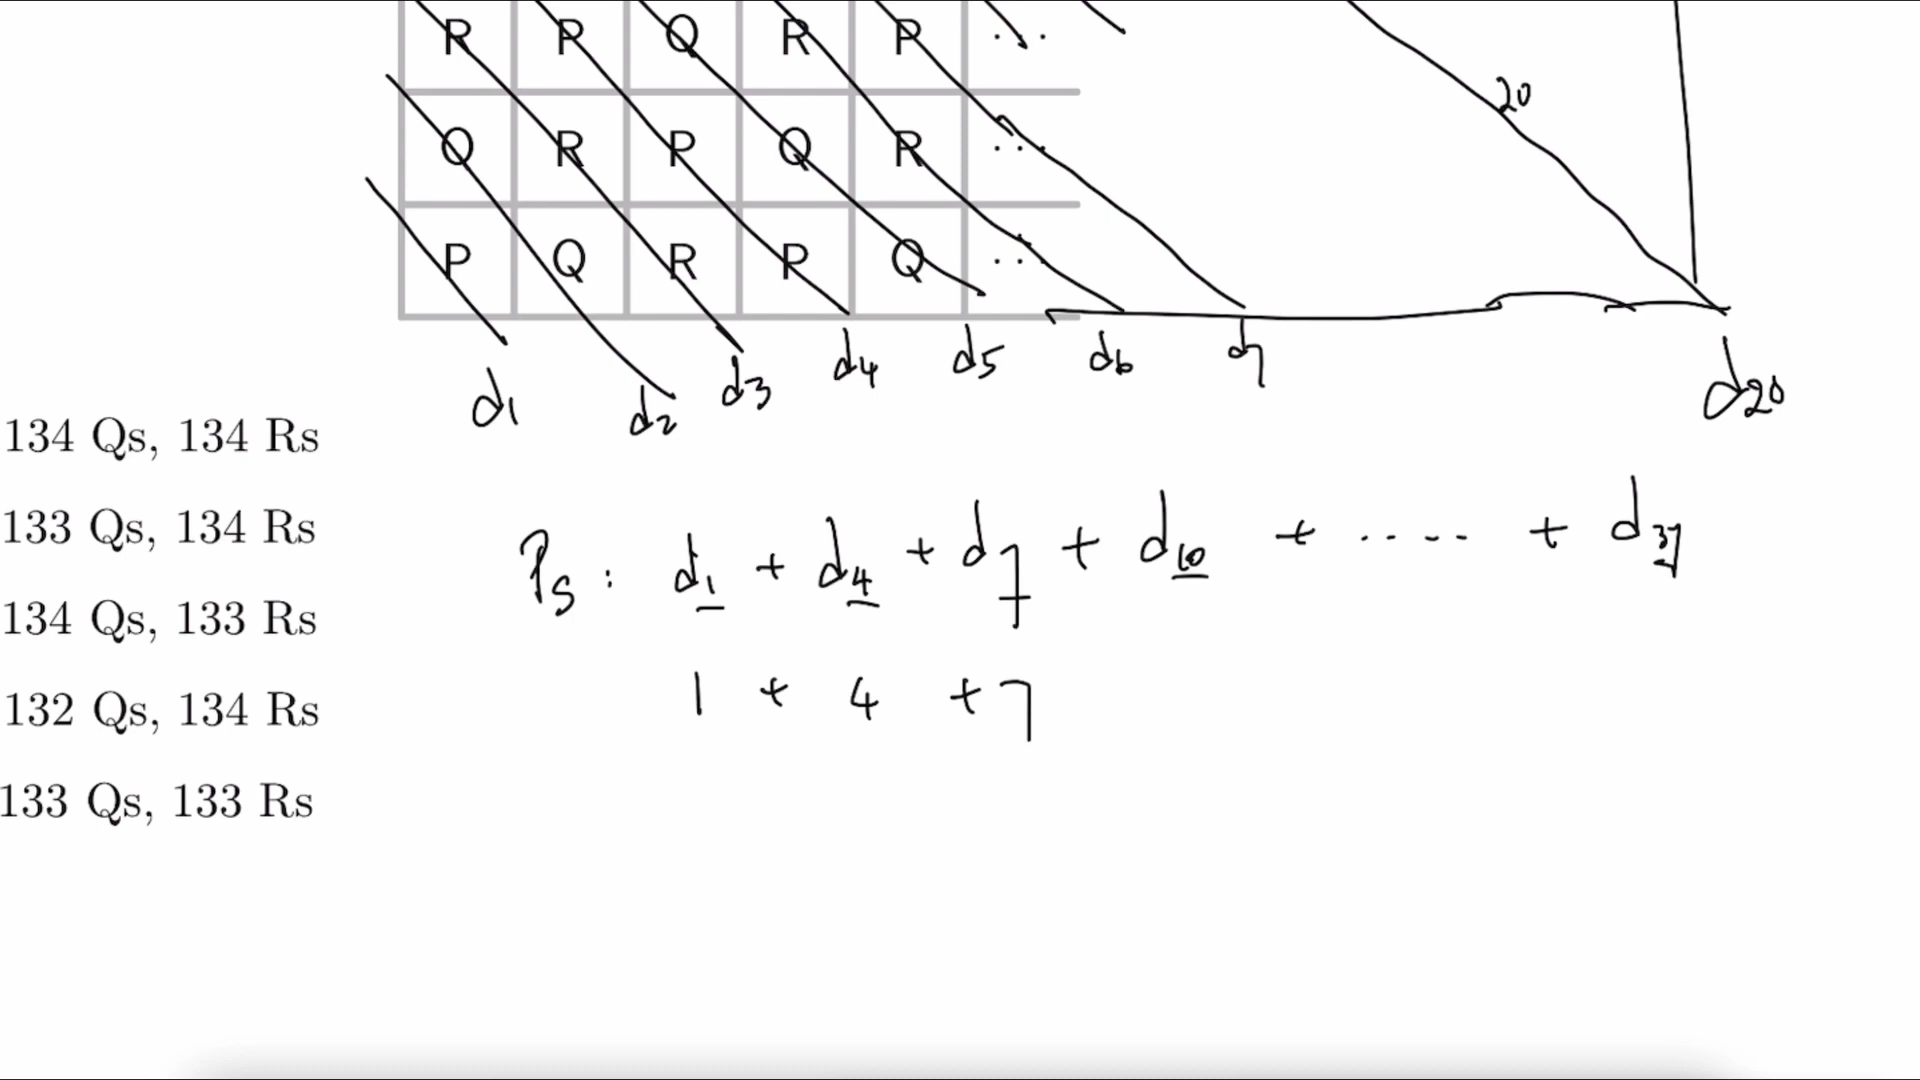 R P Q R P . .
20
Q R P Q R . . .
P Q R P Q . . .
d1 d2 d3 d4 d5 d6 d7 d20
134 Qs, 134 Rs
133 Qs, 134 Rs
134 Qs, 133 Rs
132 Qs, 134 Rs
133 Qs, 133 Rs
Ps : d1 + d4 + d7 + d10 + ..... + d37
1 + 4 + 7